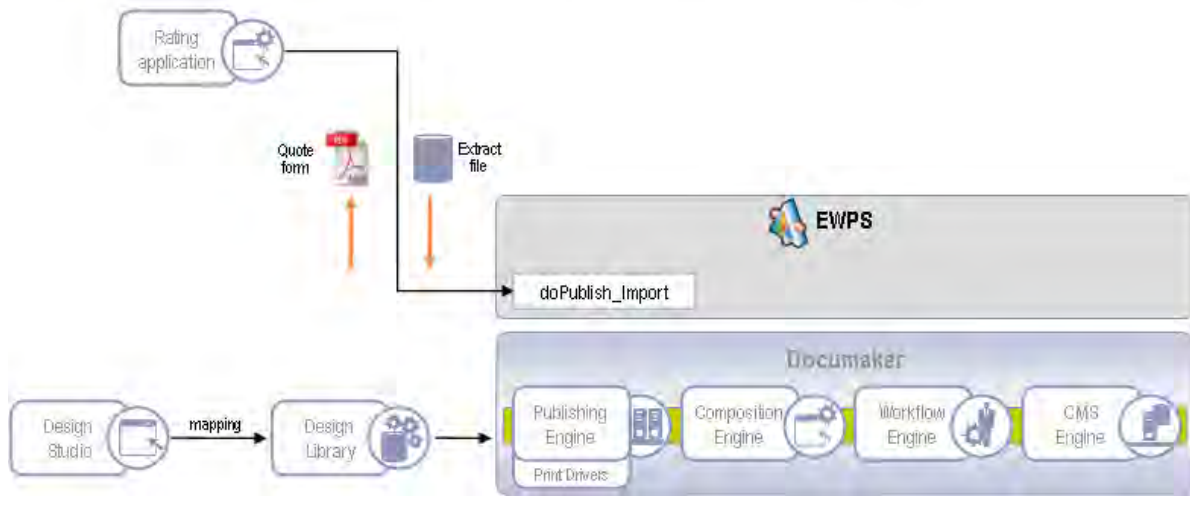 Rating
application
Quote
form
Extract
file
EWPS
doPublish_Import
Documaker
Design
Studio
mapping
Design
Library
Publishing
Engine
Print Drivers
Composition
Engine
Workflow
Engine
CMS
Engine